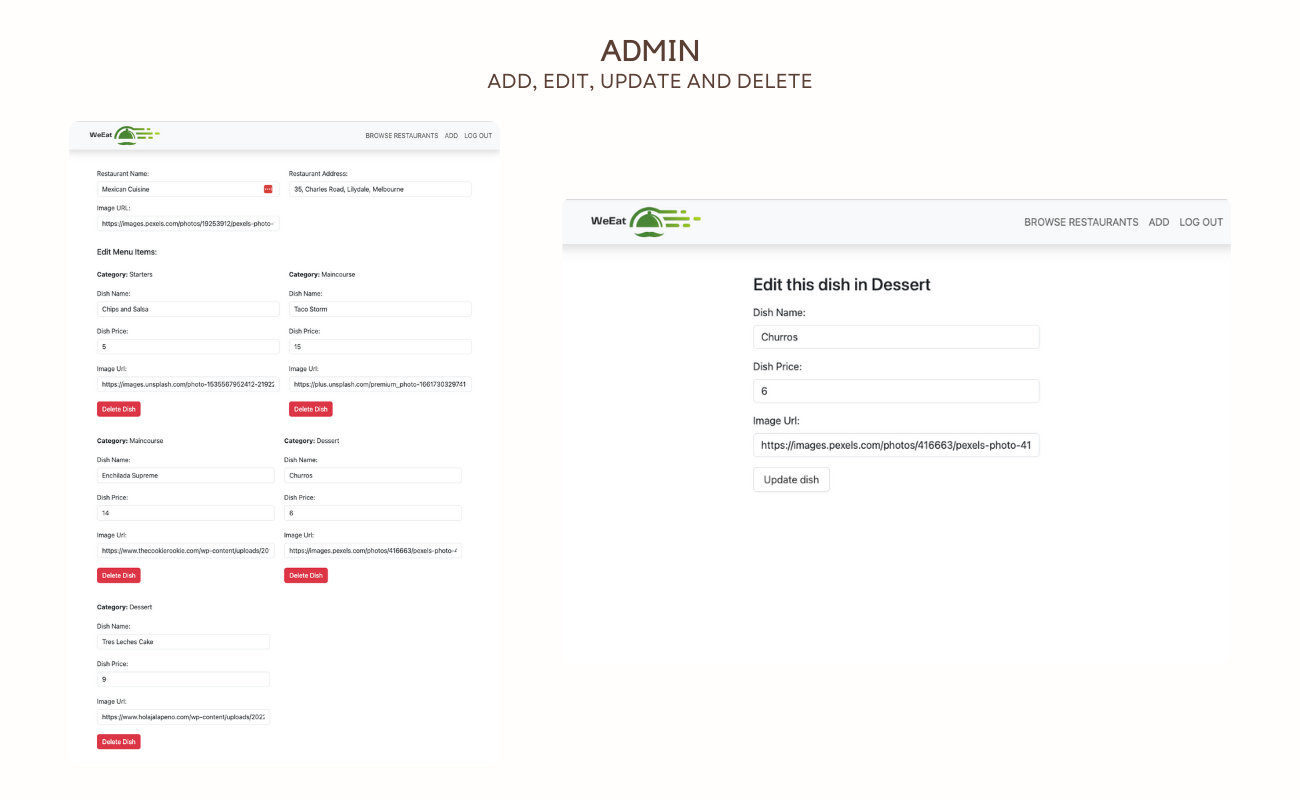 ADMIN
ADD, EDIT, UPDATE AND DELETE
WeEat
BROWSE RESTAURANTS ADD LOG OUT
Restaurant Name: Restaurant Address:
Mexican Cuisine 35, Charles Road, Lilydale, Melbourne
Image URL:
https://images.pexels.com/photos/19253912/pexels-photo-
Edit Menu Items:
Category: Starters Category: Maincourse
Dish Name: Dish Name:
Chips and Salsa Taco Storm
Dish Price: Dish Price:
5 15
Image Url: Image Url:
https://images.unsplash.com/photo-1535567952412-21922 https://plus.unsplash.com/premium_photo-1661730329741
Delete Dish Delete Dish
Category: Maincourse Category: Dessert
Dish Name: Dish Name:
Enchilada Supreme Churros
Dish Price: Dish Price:
14 6
Image Url: Image Url:
https://www.thecookierookie.com/wp-content/uploads/20 https://images.pexels.com/photos/416663/pexels-photo-4
Delete Dish Delete Dish
Category: Dessert
Dish Name:
Tres Leches Cake
Dish Price:
9
Image Url:
https://www.holajalapeno.com/wp-content/uploads/2022
Delete Dish
WeEat
BROWSE RESTAURANTS ADD LOG OUT
Edit this dish in Dessert
Dish Name:
Churros
Dish Price:
6
Image Url:
https://images.pexels.com/photos/416663/pexels-photo-41
Update dish